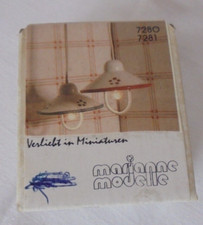 7280
7281
Verliebt in Miniaturen
marianne
modelle